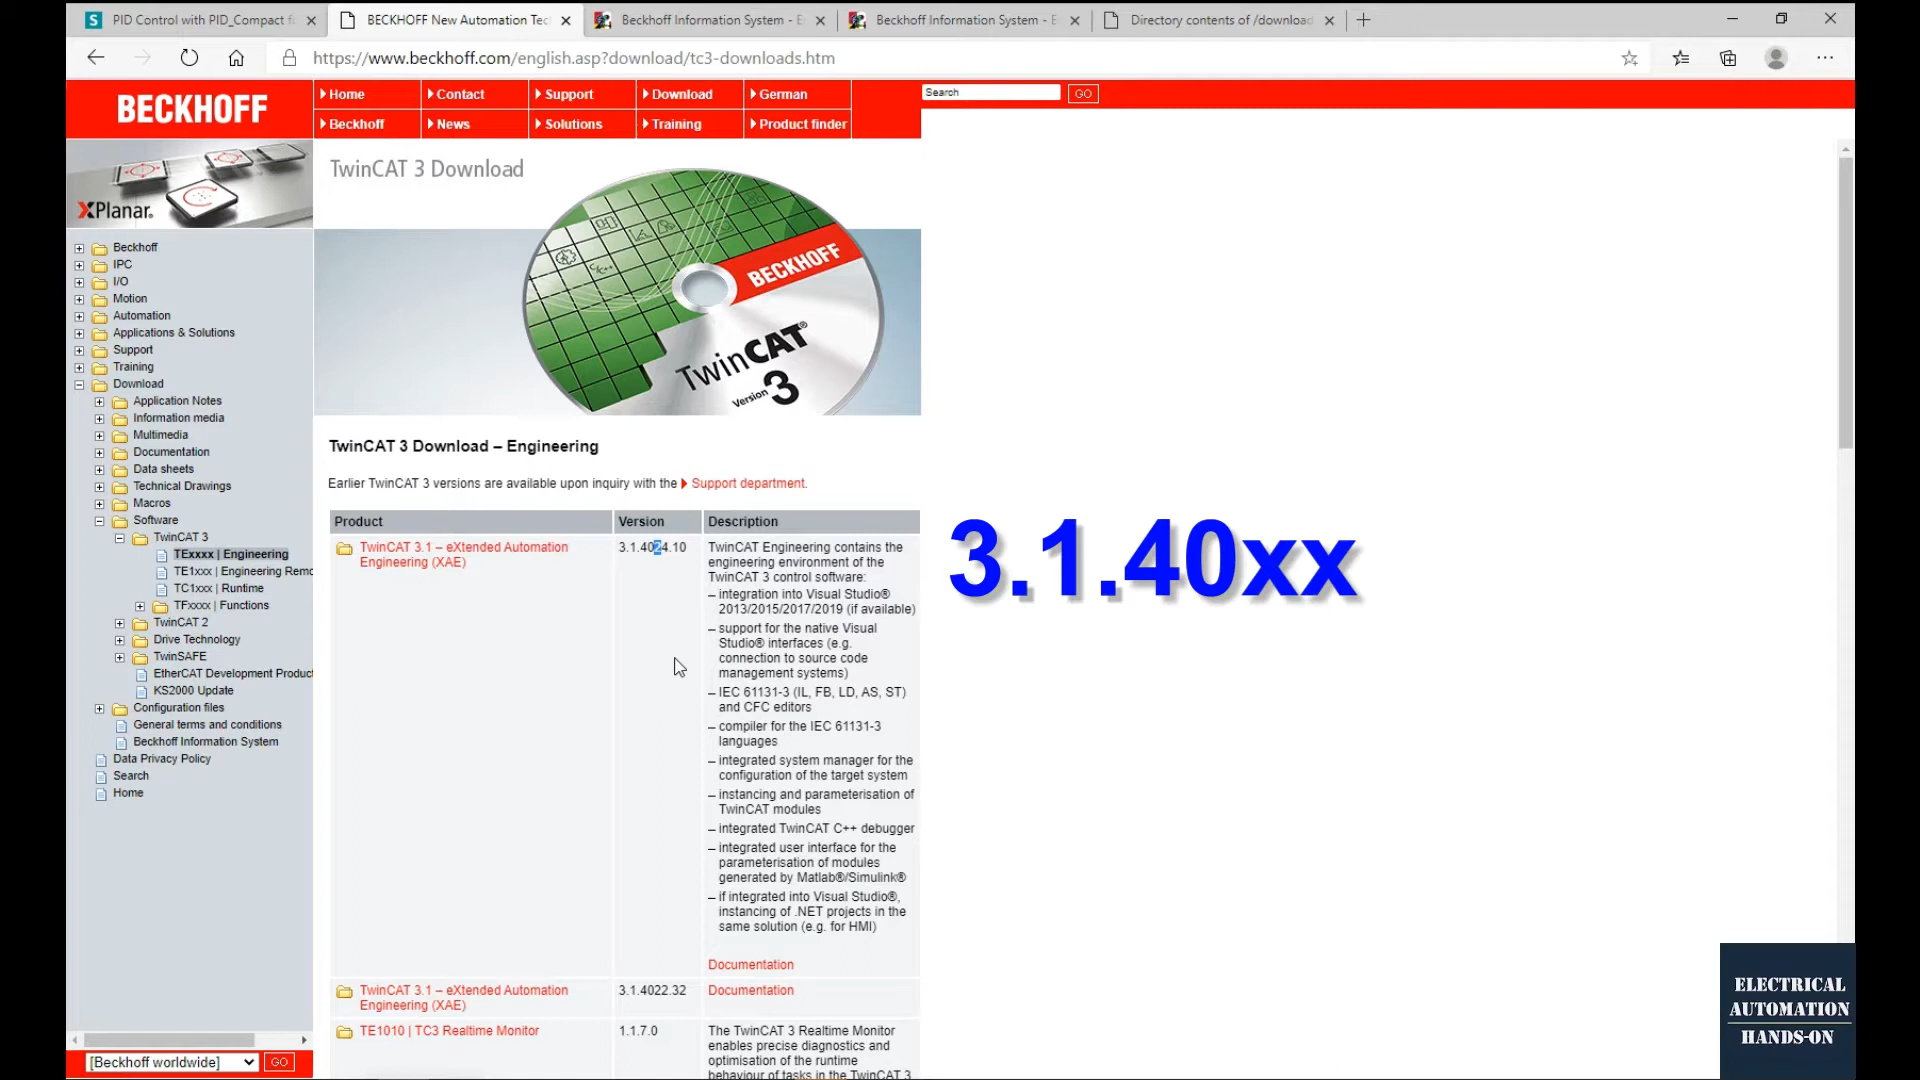 PID Control with PID_Compact f
BECKHOFF New Automation Tec
Beckhoff Information System - E
Beckhoff Information System - E
Directory contents of /download
https://www.beckhoff.com/english.asp?download/tc3-downloads.htm
BECKHOFF
Home
Contact
Support
Download
German
Beckhoff
News
Solutions
Training
Product finder
Search
GO
XPlanar®
Beckhoff
IPC
I/O
Motion
Automation
Applications & Solutions
Support
Training
Download
Application Notes
Information media
Multimedia
Documentation
Data sheets
Technical Drawings
Macros
Software
TwinCAT 3
TExxxx | Engineering
TE1xxx | Engineering Remo
TC1xxx | Runtime
TFxxxx | Functions
TwinCAT 2
Drive Technology
TwinSAFE
EtherCAT Development Product
KS2000 Update
Configuration files
General terms and conditions
Beckhoff Information System
Data Privacy Policy
Search
Home
[Beckhoff worldwide]
GO
TwinCAT 3 Download
BECKHOFF
C/C++
TwinCAT®
Version 3
TwinCAT 3 Download – Engineering
Earlier TwinCAT 3 versions are available upon inquiry with the Support department.
Product Version Description
TwinCAT 3.1 – eXtended Automation
Engineering (XAE)
3.1.4024.10
TwinCAT Engineering contains the
engineering environment of the
TwinCAT 3 control software:
– integration into Visual Studio®
2013/2015/2017/2019 (if available)
– support for the native Visual
Studio® interfaces (e.g.
connection to source code
management systems)
– IEC 61131-3 (IL, FB, LD, AS, ST)
and CFC editors
– compiler for the IEC 61131-3
languages
– integrated system manager for the
configuration of the target system
– instancing and parameterisation of
TwinCAT modules
– integrated TwinCAT C++ debugger
– integrated user interface for the
parameterisation of modules
generated by Matlab®/Simulink®
– if integrated into Visual Studio®,
instancing of .NET projects in the
same solution (e.g. for HMI)
Documentation
TwinCAT 3.1 – eXtended Automation
Engineering (XAE)
3.1.4022.32
Documentation
TE1010 | TC3 Realtime Monitor
1.1.7.0
The TwinCAT 3 Realtime Monitor
enables precise diagnostics and
optimisation of the runtime
behaviour of tasks in the TwinCAT 3
3.1.40xx
ELECTRICAL
AUTOMATION
HANDS-ON